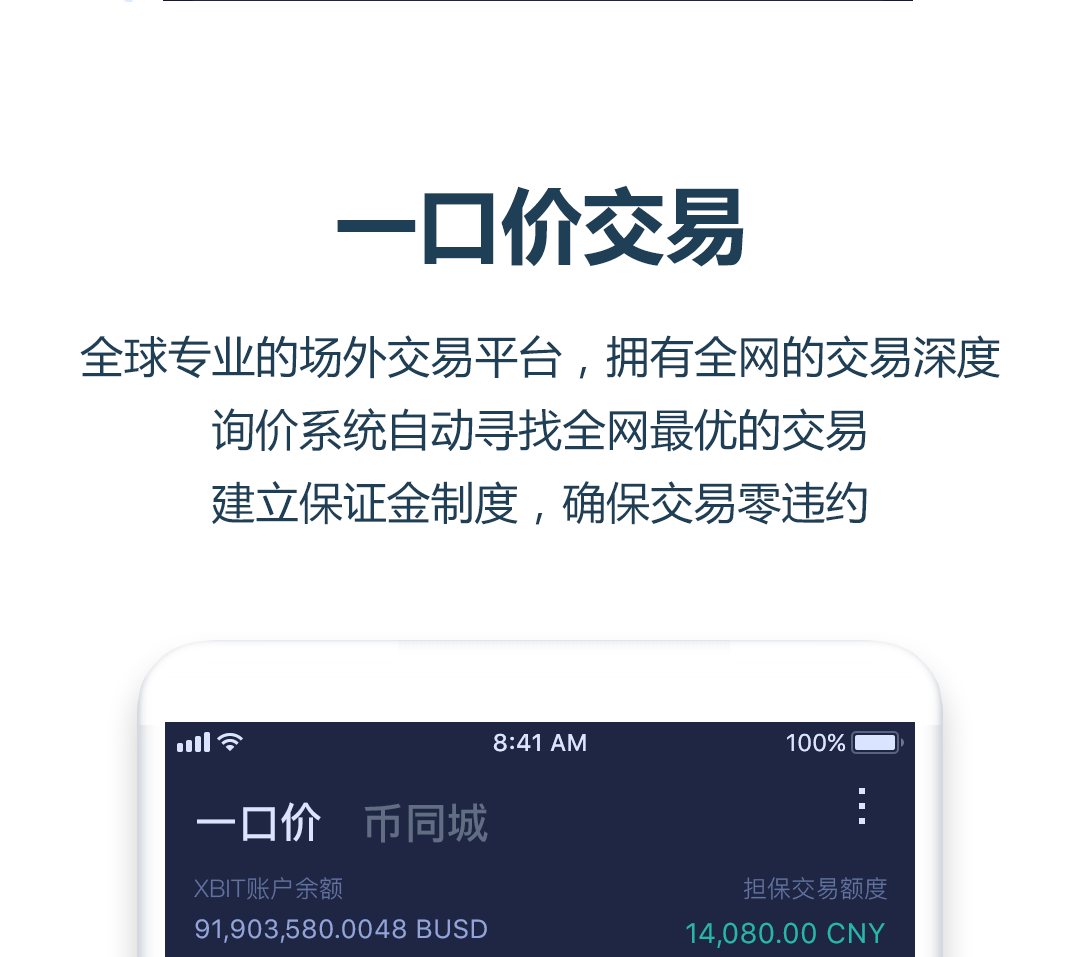 一口价交易
全球专业的场外交易平台，拥有全网的交易深度
询价系统自动寻找全网最优的交易
建立保证金制度，确保交易零违约
8:41 AM 100%
一口价 币同城
XBIT账户余额 担保交易额度
91,903,580.0048 BUSD 14,080.00 CNY